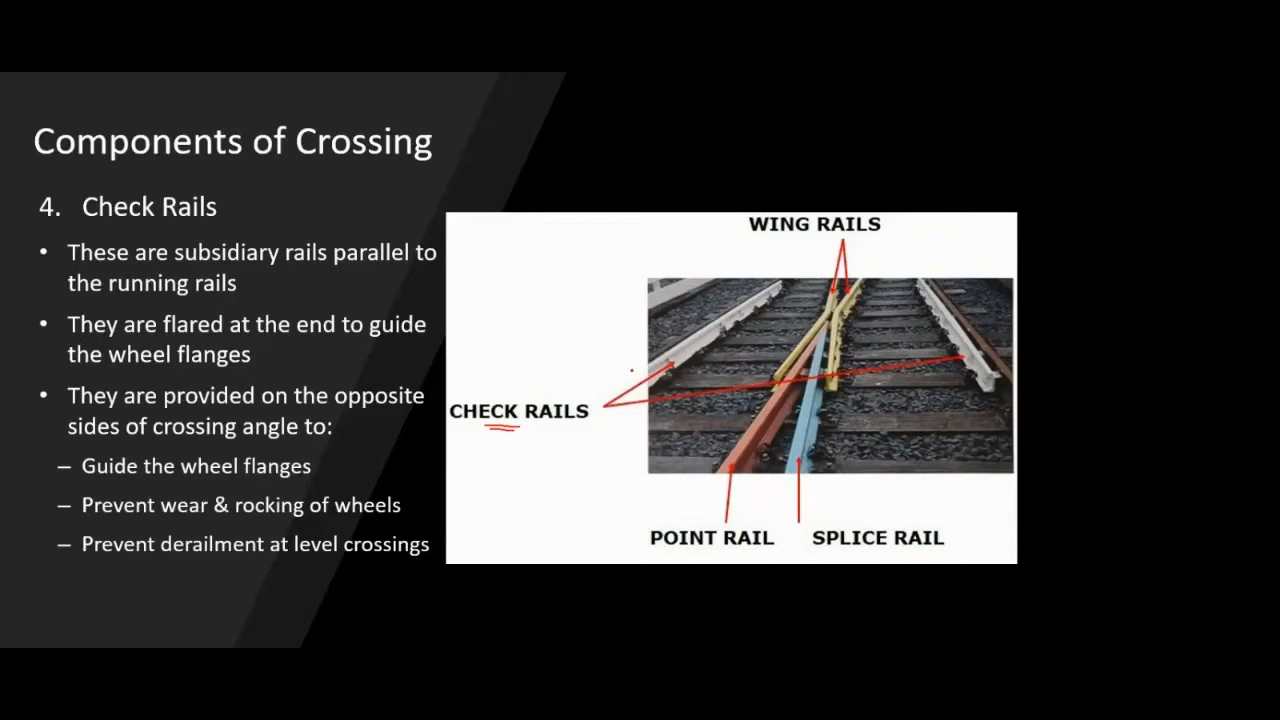 Components of Crossing
4. Check Rails
• These are subsidiary rails parallel to
the running rails
• They are flared at the end to guide
the wheel flanges
• They are provided on the opposite
sides of crossing angle to:
– Guide the wheel flanges
– Prevent wear & rocking of wheels
– Prevent derailment at level crossings
WING RAILS
CHECK RAILS
POINT RAIL
SPLICE RAIL